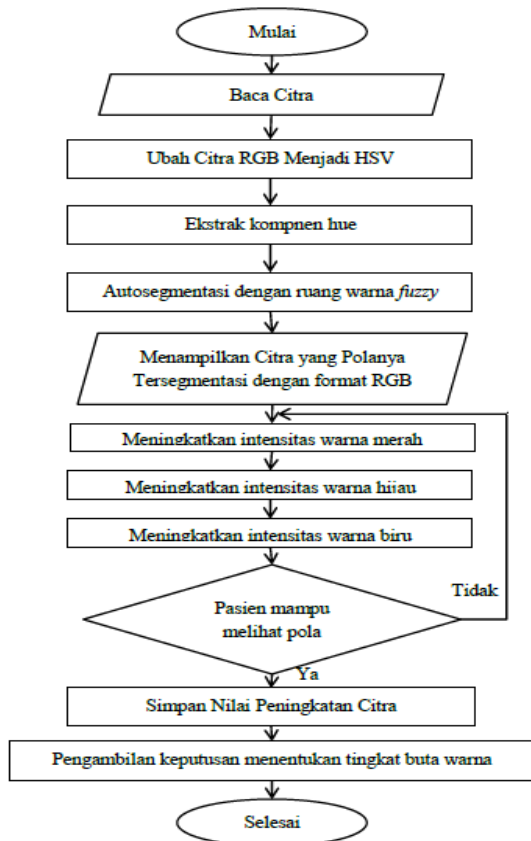 Mulai
Baca Citra
Ubah Citra RGB Menjadi HSV
Ekstrak kompnen hue
Autosegmentasi dengan ruang warna fuzzy
Menampilkan Citra yang Polanya
Tersegmentasi dengan format RGB
Meningkatkan intensitas warna merah
Meningkatkan intensitas warna hijau
Meningkatkan intensitas warna biru
Tidak
Pasien mampu
melihat pola
Ya
Simpan Nilai Peningkatan Citra
Pengambilan keputusan menentukan tingkat buta warna
Selesai